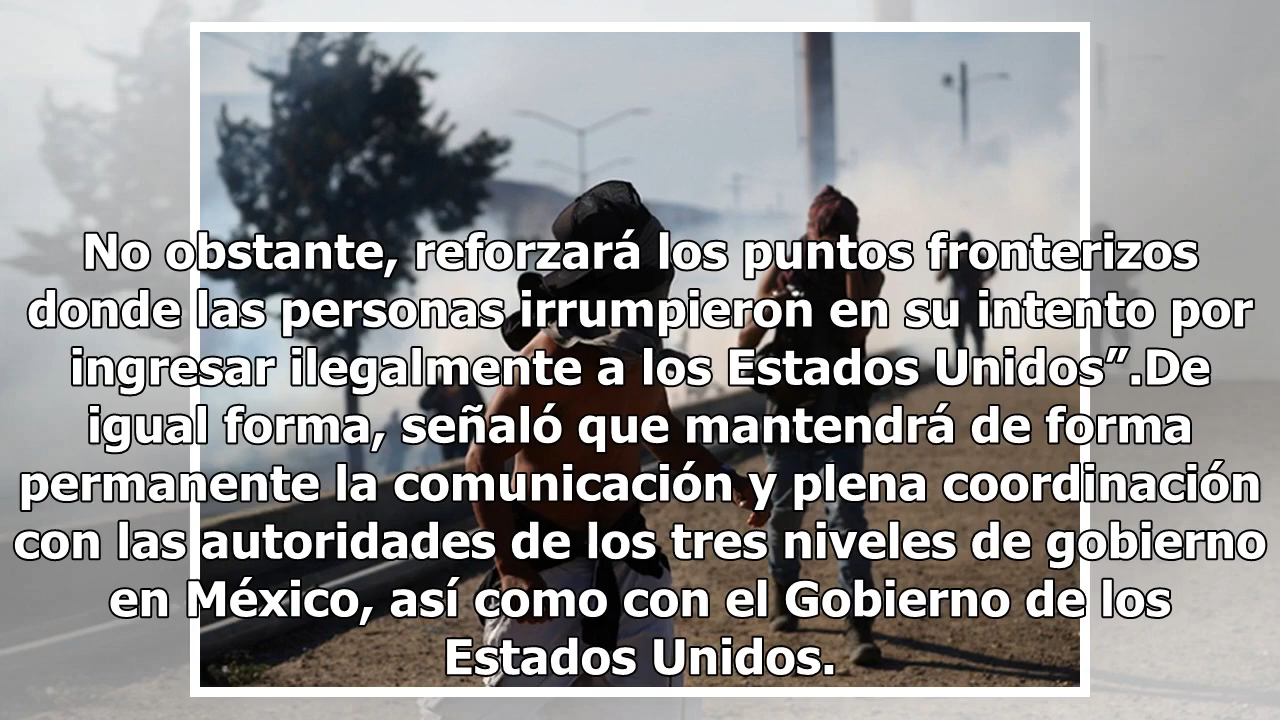 No obstante, reforzará los puntos fronterizos
donde las personas irrumpieron en su intento por
ingresar ilegalmente a los Estados Unidos”.De
igual forma, señaló que mantendrá de forma
permanente la comunicación y plena coordinación
con las autoridades de los tres niveles de gobierno
en México, así como con el Gobierno de los
Estados Unidos.